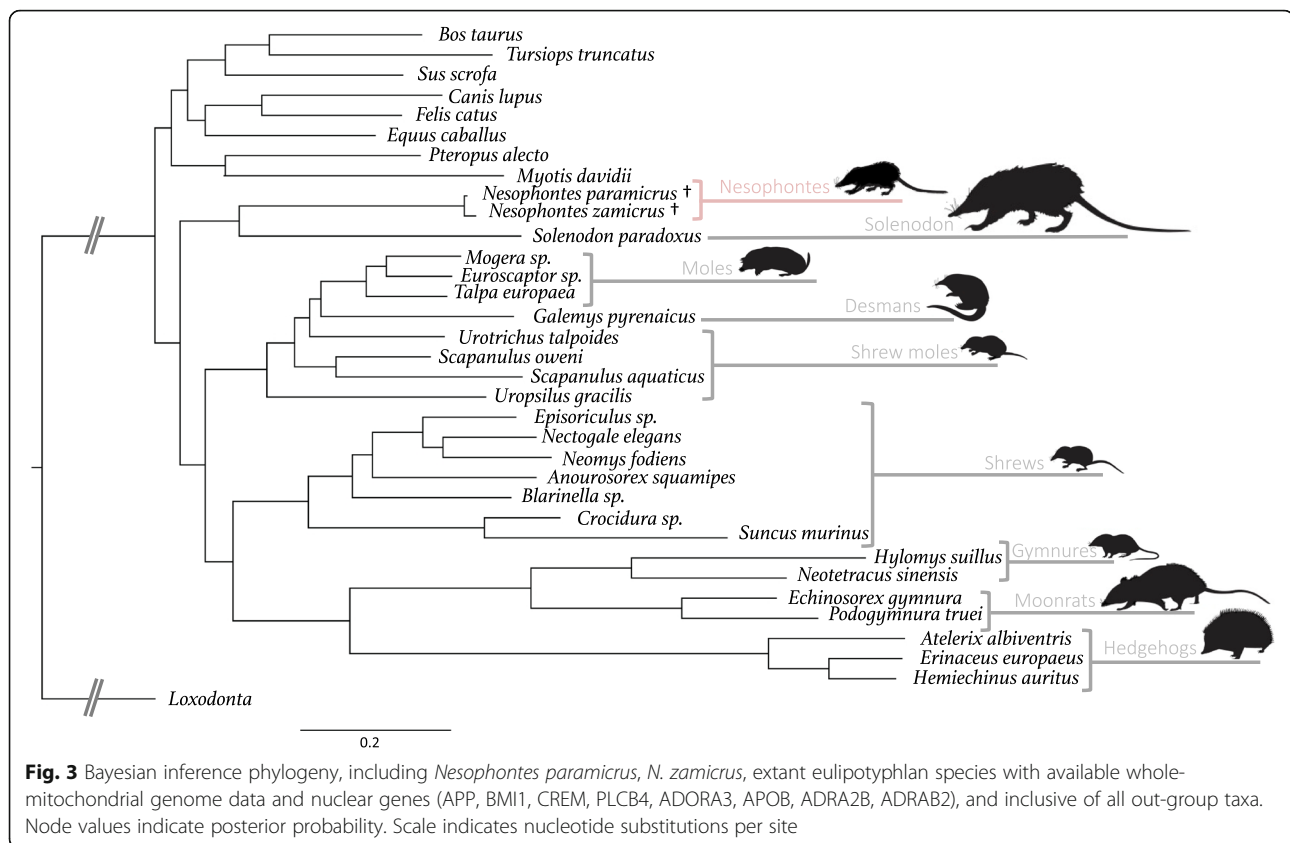 Bos taurus
Tursiops truncatus
Sus scrofa
Canis lupus
Felis catus
Equus caballus
Pteropus alecto
Myotis davidii
Nesophontes paramicrus †
Nesophontes
Nesophontes zamicrus †
Solenodon
Solenodon paradoxus
Mogera sp.
Moles
Euroscaptor sp.
Talpa europaea
Desmans
Galemys pyrenaicus
Urotrichus talpoides
Shrew moles
Scapanulus oweni
Scapanulus aquaticus
Uropsilus gracilis
Episoriculus sp.
Nectogale elegans
Neomys fodiens
Shrews
Anourosorex squamipes
Blarinella sp.
Crocidura sp.
Suncus murinus
Hylomys suillus
Gymnures
Neotetracus sinensis
Echinosorex gymnura
Moonrats
Podogymnura truei
Atelerix albiventris
Hedgehogs
Erinaceus europaeus
Hemiechinus auritus
Loxodonta
0.2
Fig. 3 Bayesian inference phylogeny, including Nesophontes paramicrus, N. zamicrus, extant eulipotyphlan species with available whole-
mitochondrial genome data and nuclear genes (APP, BMI1, CREM, PLCB4, ADORA3, APOB, ADRA2B, ADRAB2), and inclusive of all out-group taxa.
Node values indicate posterior probability. Scale indicates nucleotide substitutions per site